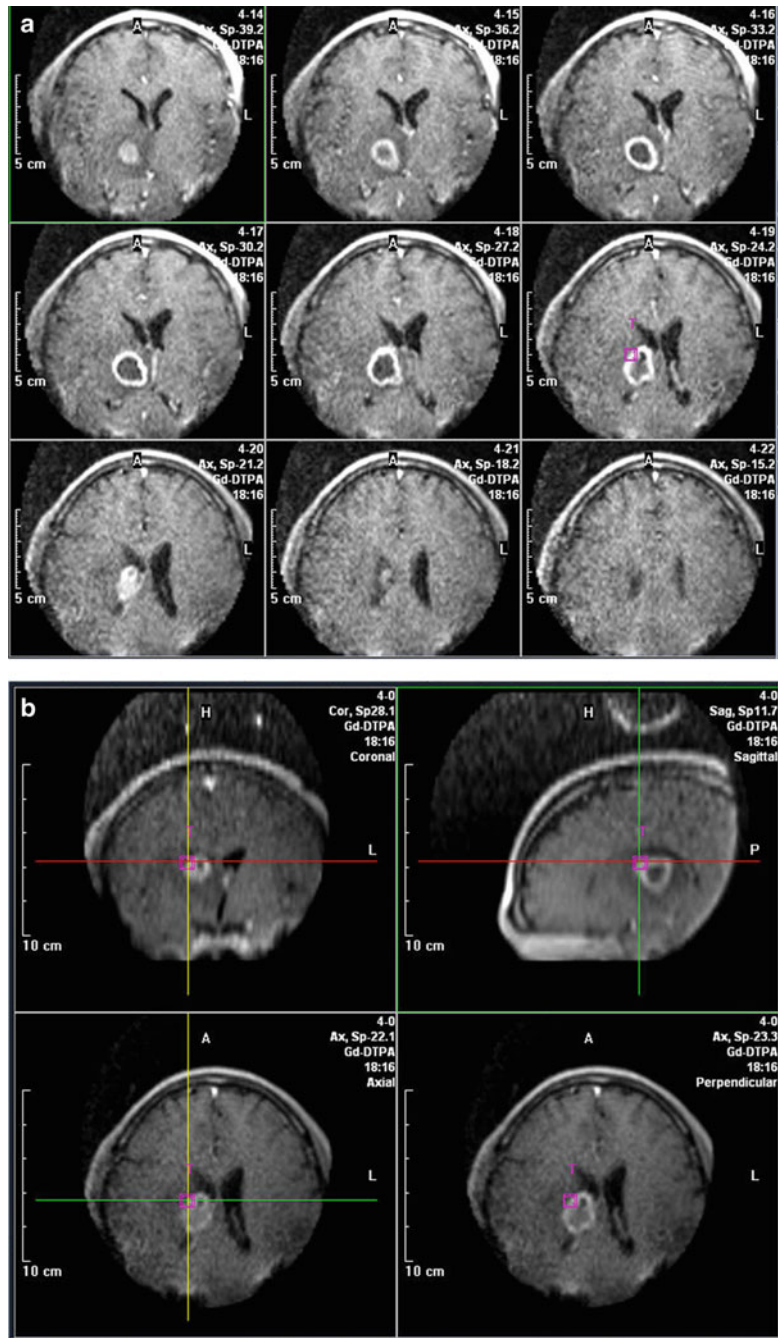 a
4-14
Ax, Sp-39.2
Gd-DTPA
18:16
A
L
5 cm
4-15
Ax, Sp-36.2
Gd-DTPA
18:16
A
L
5 cm
4-16
Ax, Sp-33.2
Gd-DTPA
18:16
A
L
5 cm
4-17
Ax, Sp-30.2
Gd-DTPA
18:16
A
L
5 cm
4-18
Ax, Sp-27.2
Gd-DTPA
18:16
A
L
5 cm
4-19
Ax, Sp-24.2
Gd-DTPA
18:16
A
L
T
5 cm
4-20
Ax, Sp-21.2
Gd-DTPA
18:16
A
L
5 cm
4-21
Ax, Sp-18.2
Gd-DTPA
18:16
A
L
5 cm
4-22
Ax, Sp-15.2
Gd-DTPA
18:16
A
L
5 cm
b
4-0
Cor, Sp28.1
Gd-DTPA
18:16
Coronal
H
T
L
10 cm
4-0
Sag, Sp11.7
Gd-DTPA
18:16
Sagittal
H
T
P
10 cm
4-0
Ax, Sp-22.1
Gd-DTPA
18:16
Axial
A
T
L
10 cm
4-0
Ax, Sp-23.3
Gd-DTPA
18:16
Perpendicular
A
T
L
10 cm